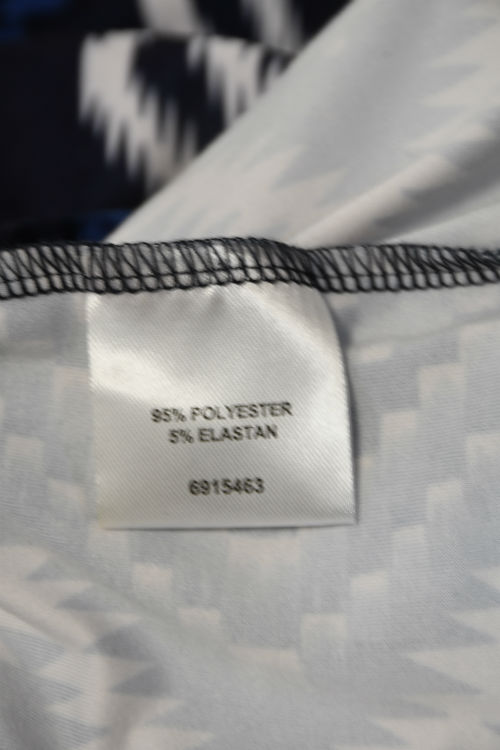 95% POLYESTER
5% ELASTAN
6915463